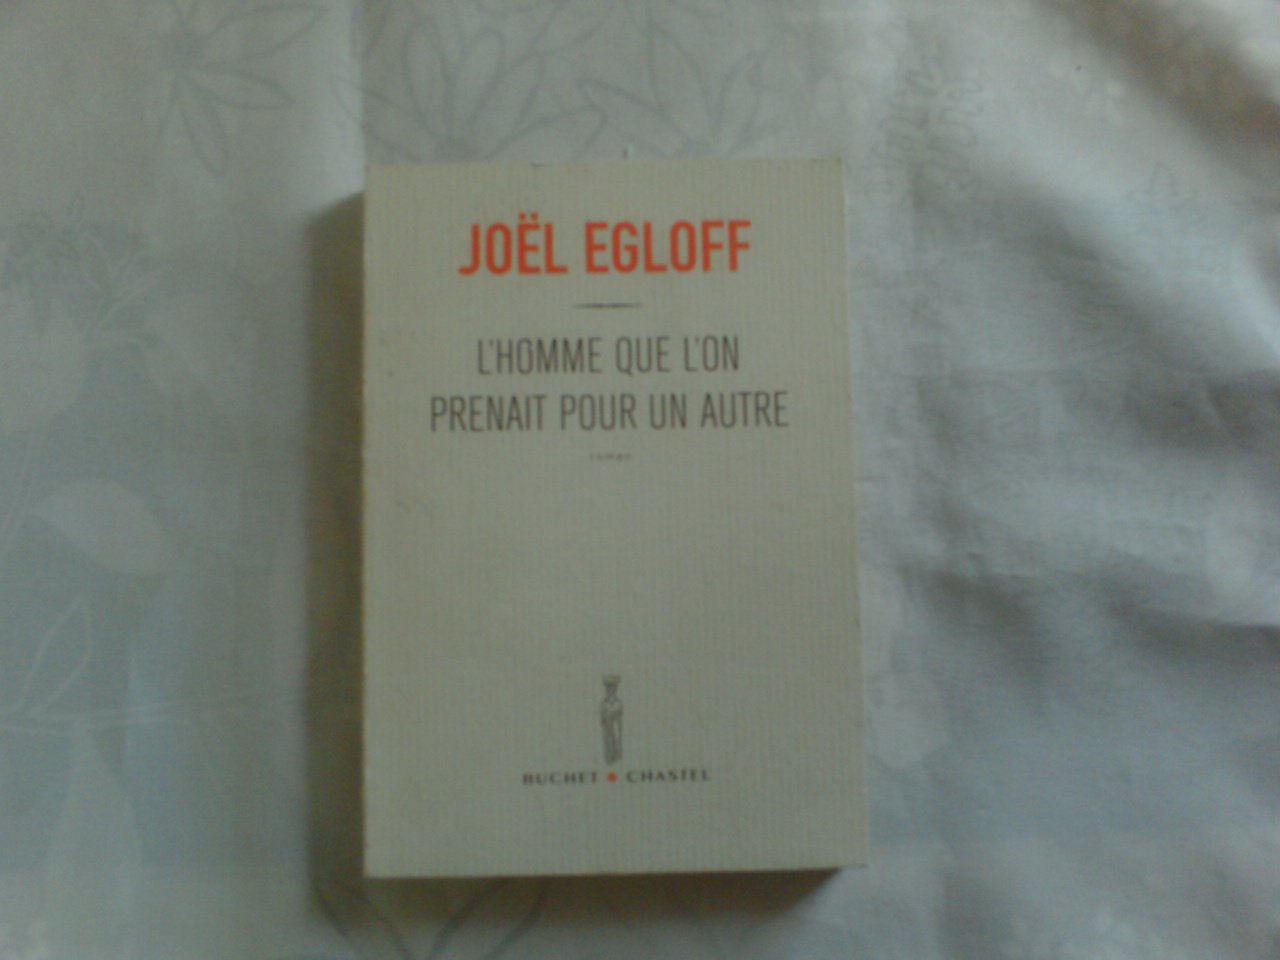 JOËL EGLOFF
L'HOMME QUE L'ON
PRENAIT POUR UN AUTRE
roman
BUCHET CHASTEL